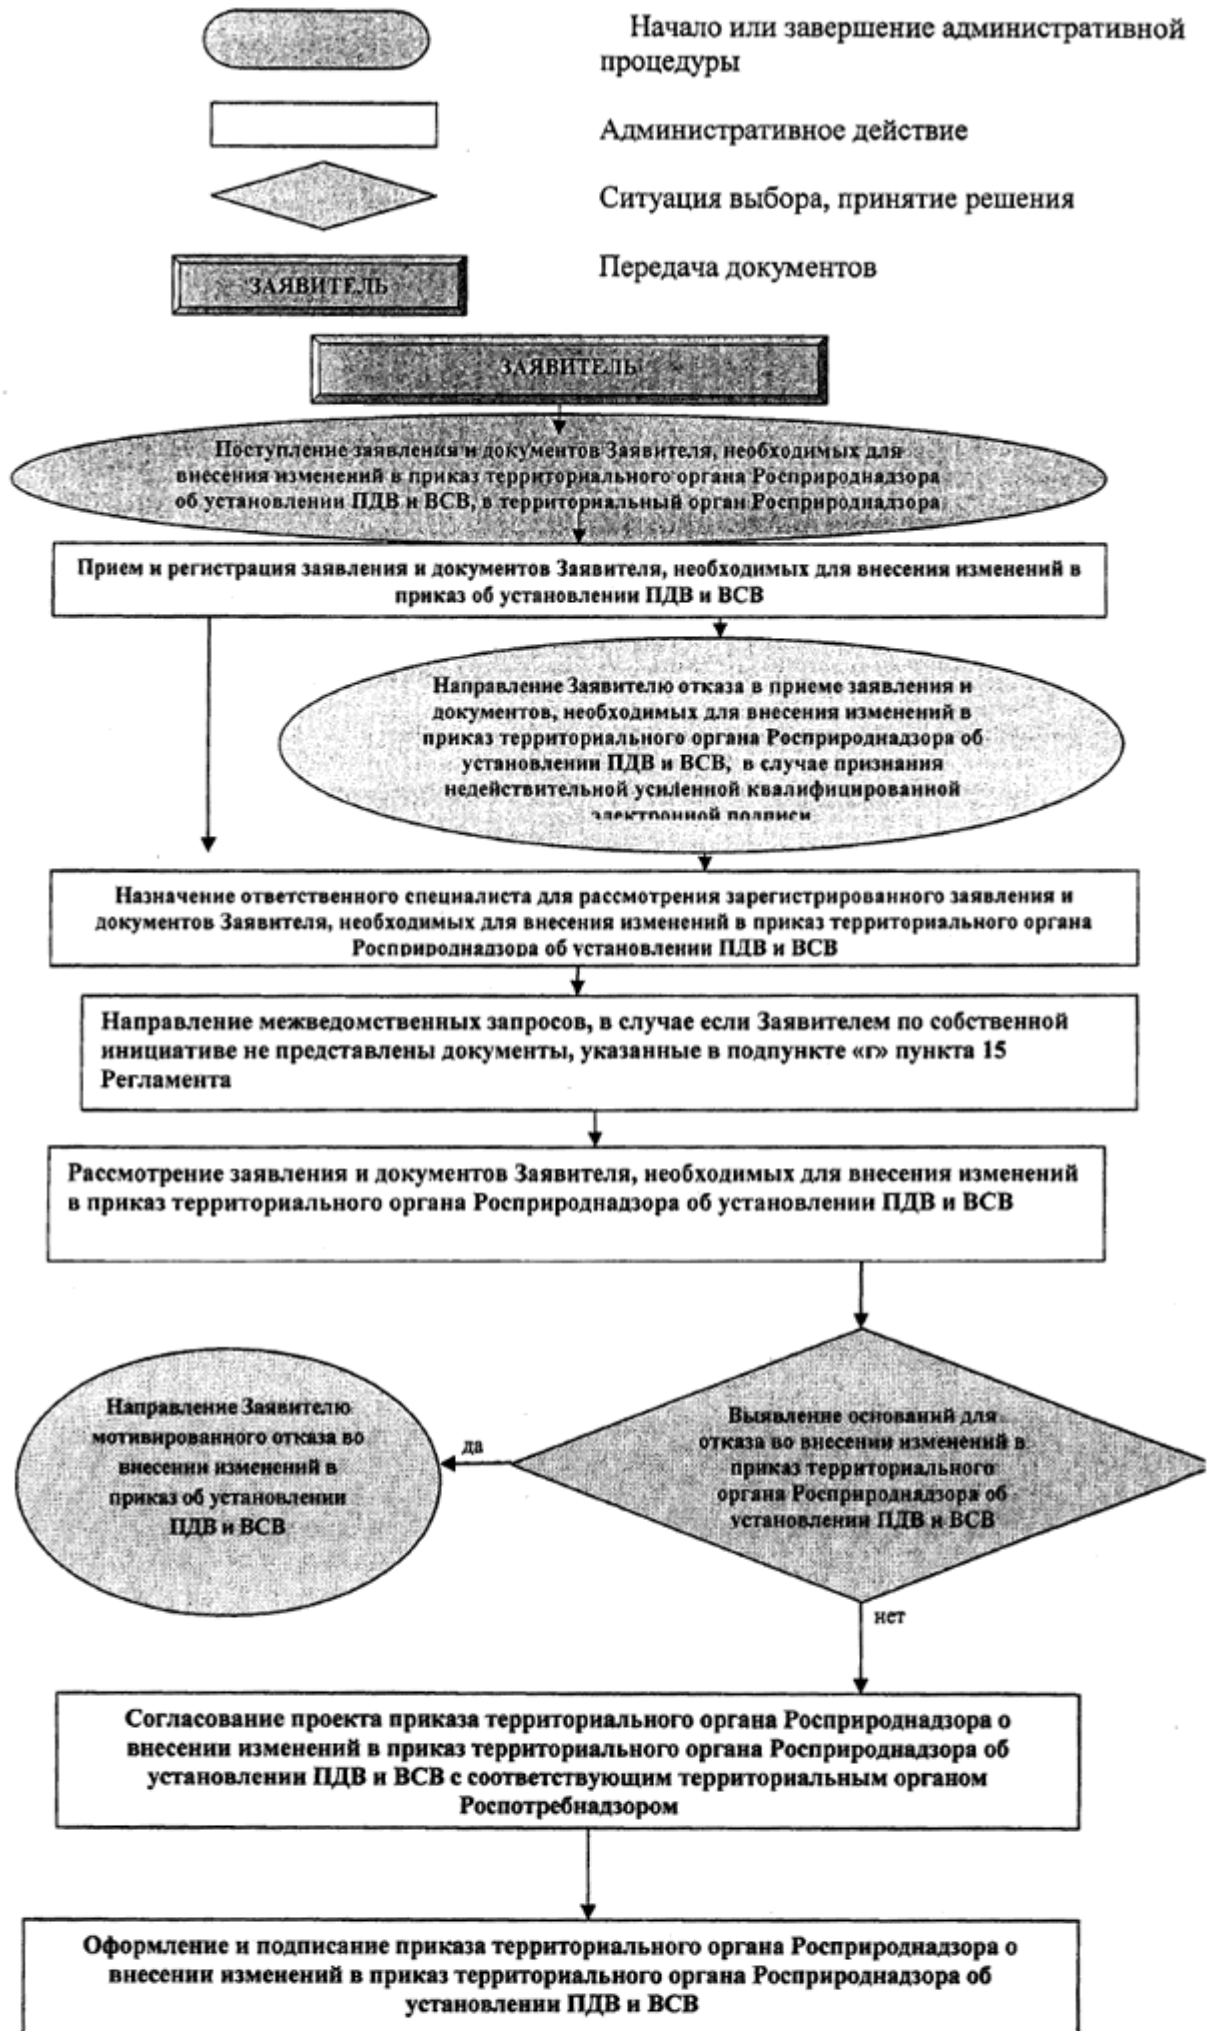 Начало или завершение административной
процедуры
Административное действие
Ситуация выбора, принятие решения
ЗАЯВИТЕЛЬ
Передача документов
ЗАЯВИТЕЛЬ
Поступление заявления и документов Заявителя, необходимых для
внесения изменений в приказ территориального органа Росприроднадзора
об установлении ПДВ и ВСВ, в территориальный орган Росприроднадзора
Прием и регистрация заявления и документов Заявителя, необходимых для внесения изменений в
приказ об установлении ПДВ и ВСВ
Направление Заявителю отказа в приеме заявления и
документов, необходимых для внесения изменений в
приказ территориального органа Росприроднадзора об
установлении ПДВ и ВСВ, в случае признания
недействительной усиленной квалифицированной
электронной подписи
Назначение ответственного специалиста для рассмотрения зарегистрированного заявления и
документов Заявителя, необходимых для внесения изменений в приказ территориального органа
Росприроднадзора об установлении ПДВ и ВСВ
Направление межведомственных запросов, в случае если Заявителем по собственной
инициативе не представлены документы, указанные в подпункте «г» пункта 15
Регламента
Рассмотрение заявления и документов Заявителя, необходимых для внесения изменений
в приказ территориального органа Росприроднадзора об установлении ПДВ и ВСВ
Выявление оснований для
отказа во внесении изменений в
приказ территориального
органа Росприроднадзора об
установлении ПДВ и ВСВ
да
Направление Заявителю
мотивированного отказа во
внесении изменений в
приказ об установлении
ПДВ и ВСВ
нет
Согласование проекта приказа территориального органа Росприроднадзора о
внесении изменений в приказ территориального органа Росприроднадзора об
установлении ПДВ и ВСВ с соответствующим территориальным органом
Роспотребнадзором
Оформление и подписание приказа территориального органа Росприроднадзора о
внесении изменений в приказ территориального органа Росприроднадзора об
установлении ПДВ и ВСВ